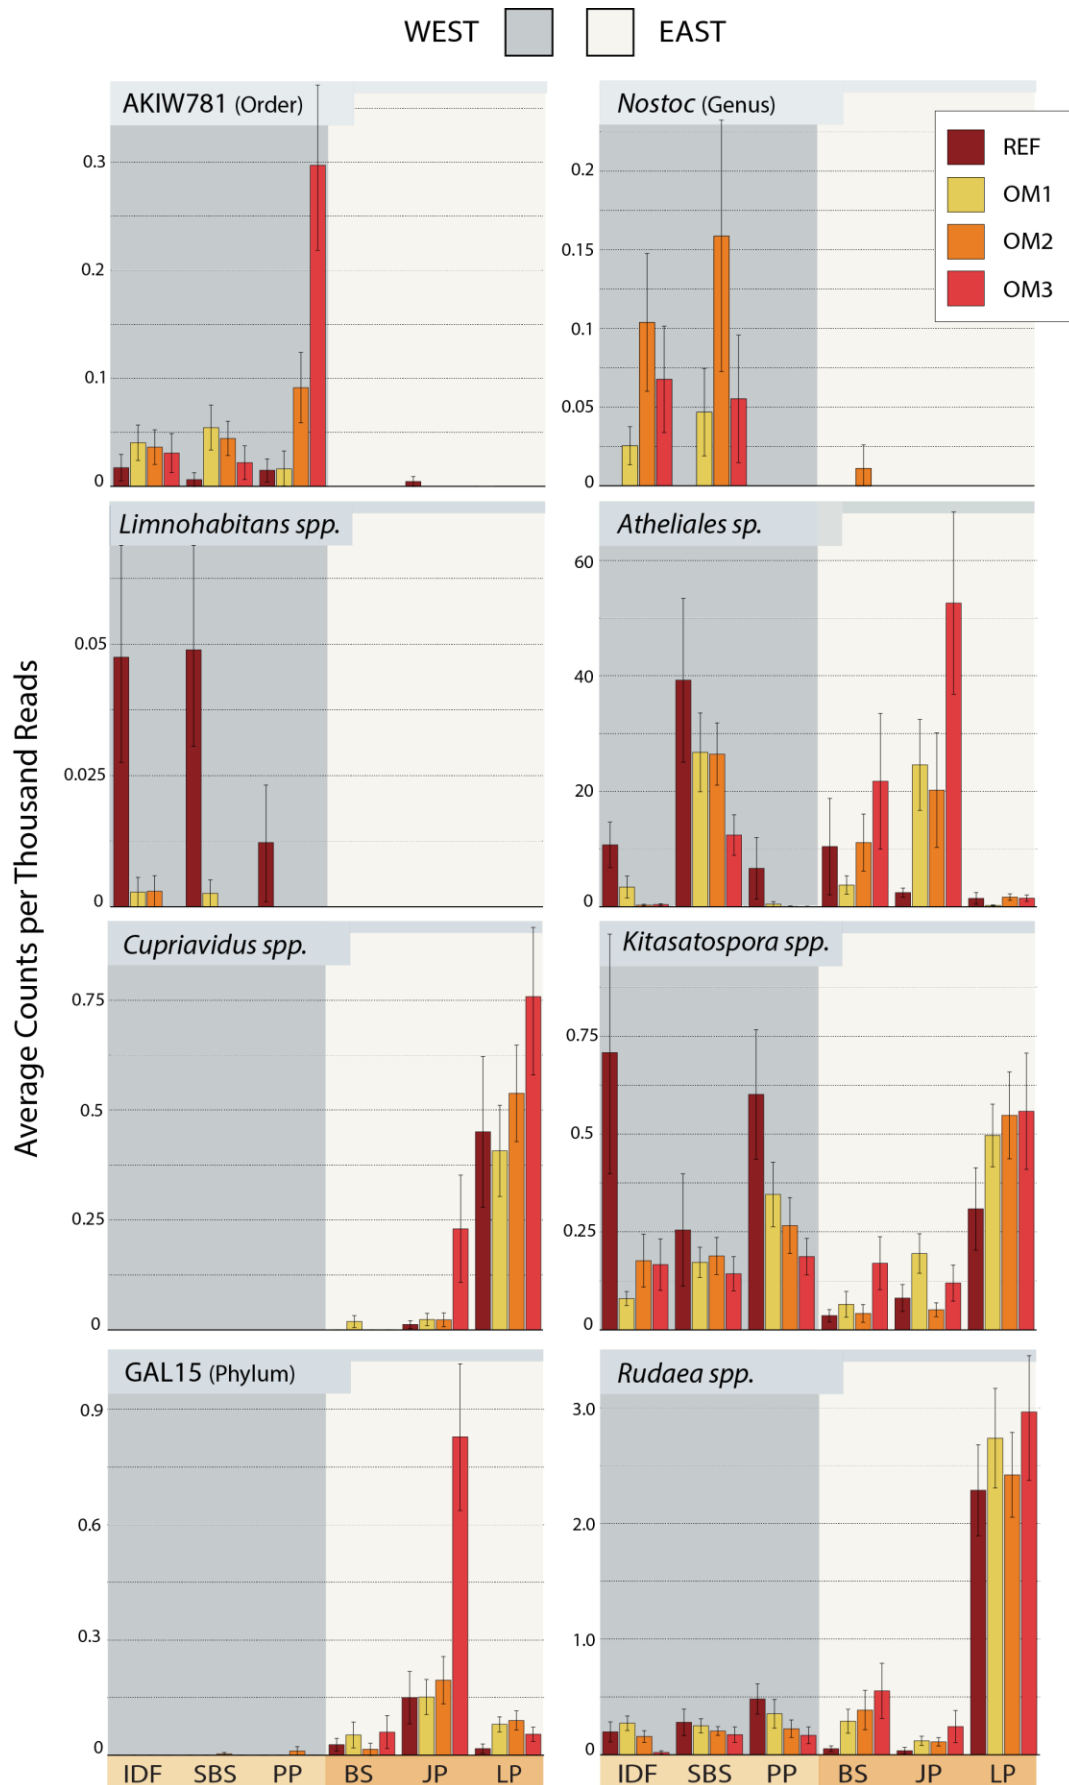 WEST EAST
AKIW781 (Order)
0.3
0.2
0.1
0
Nostoc (Genus)
0.2
0.15
0.1
0.05
0
REF
OM1
OM2
OM3
Limnohabitans spp.
0.05
0.025
0
Atheliales sp.
60
40
20
0
Average Counts per Thousand Reads
Cupriavidus spp.
0.75
0.5
0.25
0
Kitasatospora spp.
0.75
0.5
0.25
0
GAL15 (Phylum)
0.9
0.6
0.3
0
IDF SBS PP BS JP LP
Rudaea spp.
3.0
2.0
1.0
0
IDF SBS PP BS JP LP